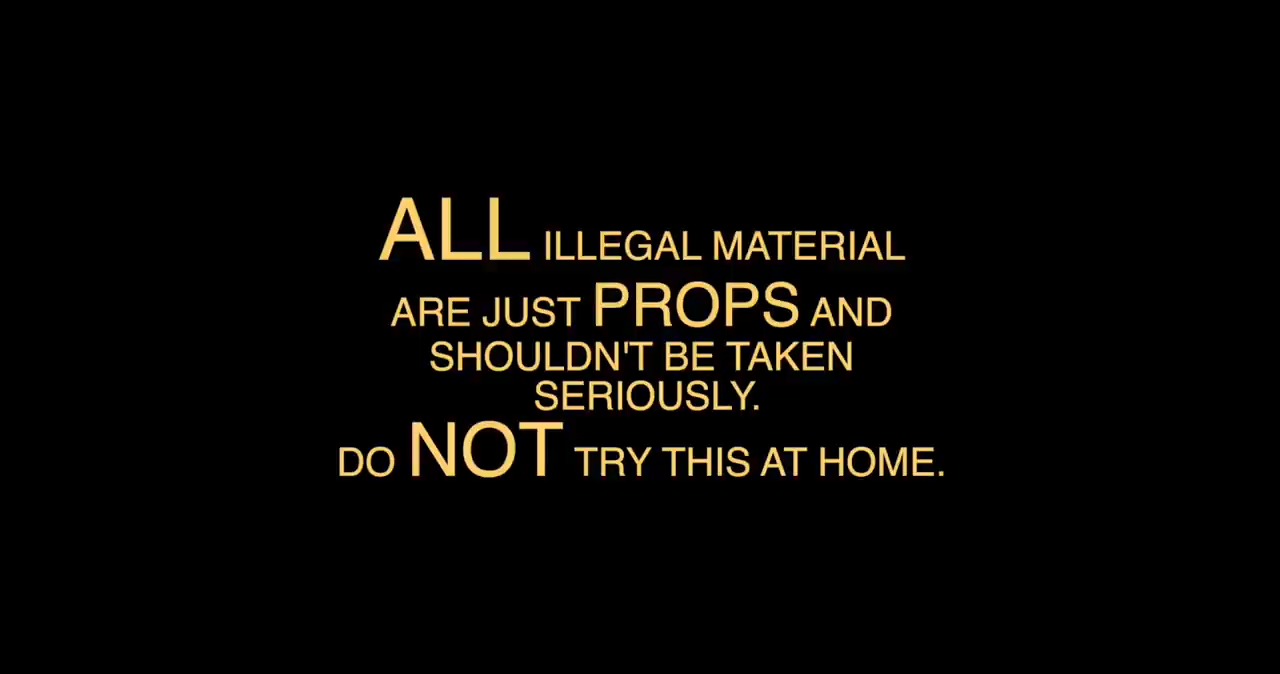 ALL ILLEGAL MATERIAL
ARE JUST PROPS AND
SHOULDN'T BE TAKEN
SERIOUSLY.
DO NOT TRY THIS AT HOME.